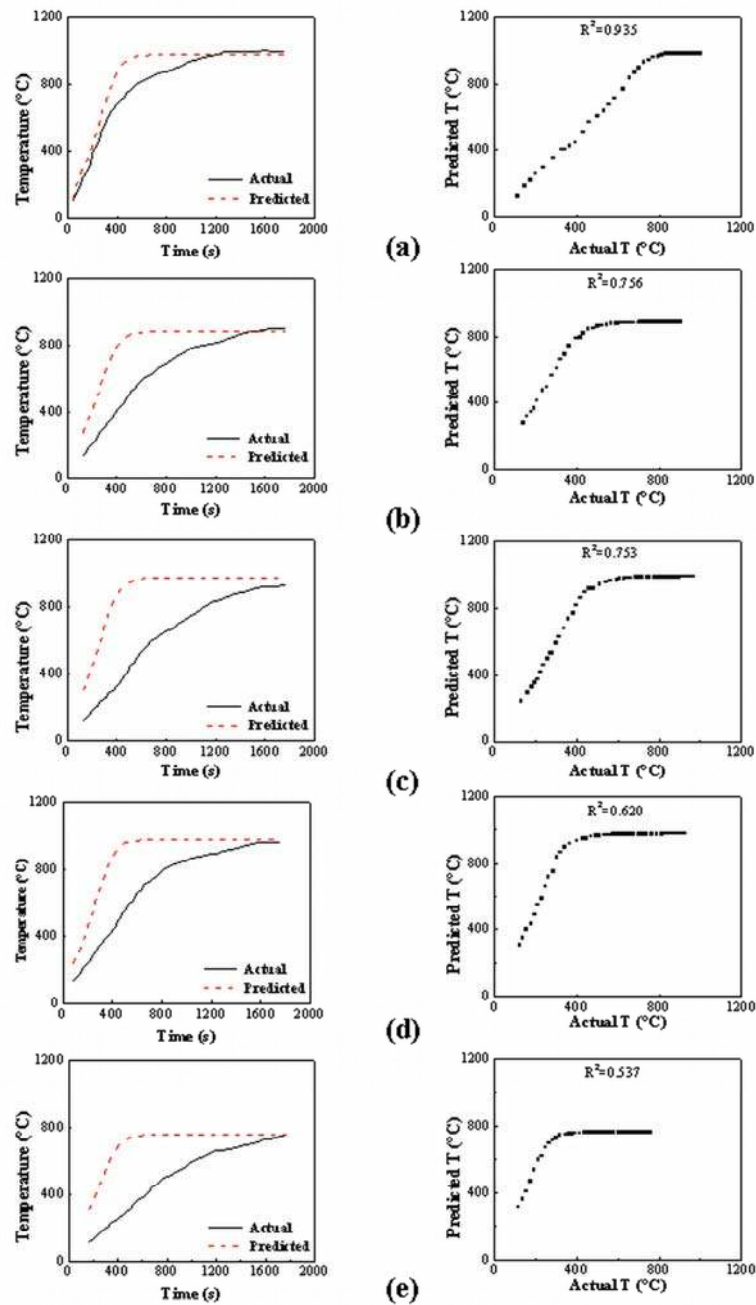 1200
800
400
0
Temperature (°C)
Actual
Predicted
0 400 800 1200 1600 2000
Time (s)
1200
800
400
0
Predicted T (°C)
R²=0.935
0 400 800 1200
Actual T (°C)
(a)
1200
800
400
0
Temperature (°C)
Actual
Predicted
0 400 800 1200 1600 2000
Time (s)
1200
800
400
0
Predicted T (°C)
R²=0.756
0 400 800 1200
Actual T (°C)
(b)
1200
800
400
0
Temperature (°C)
Actual
Predicted
0 400 800 1200 1600 2000
Time (s)
1200
800
400
0
Predicted T (°C)
R²=0.753
0 400 800 1200
Actual T (°C)
(c)
1200
800
400
0
Temperature (°C)
Actual
Predicted
0 400 800 1200 1600 2000
Time (s)
1200
800
400
0
Predicted T (°C)
R²=0.620
0 400 800 1200
Actual T (°C)
(d)
1200
800
400
0
Temperature (°C)
Actual
Predicted
0 400 800 1200 1600 2000
Time (s)
1200
800
400
0
Predicted T (°C)
R²=0.537
0 400 800 1200
Actual T (°C)
(e)